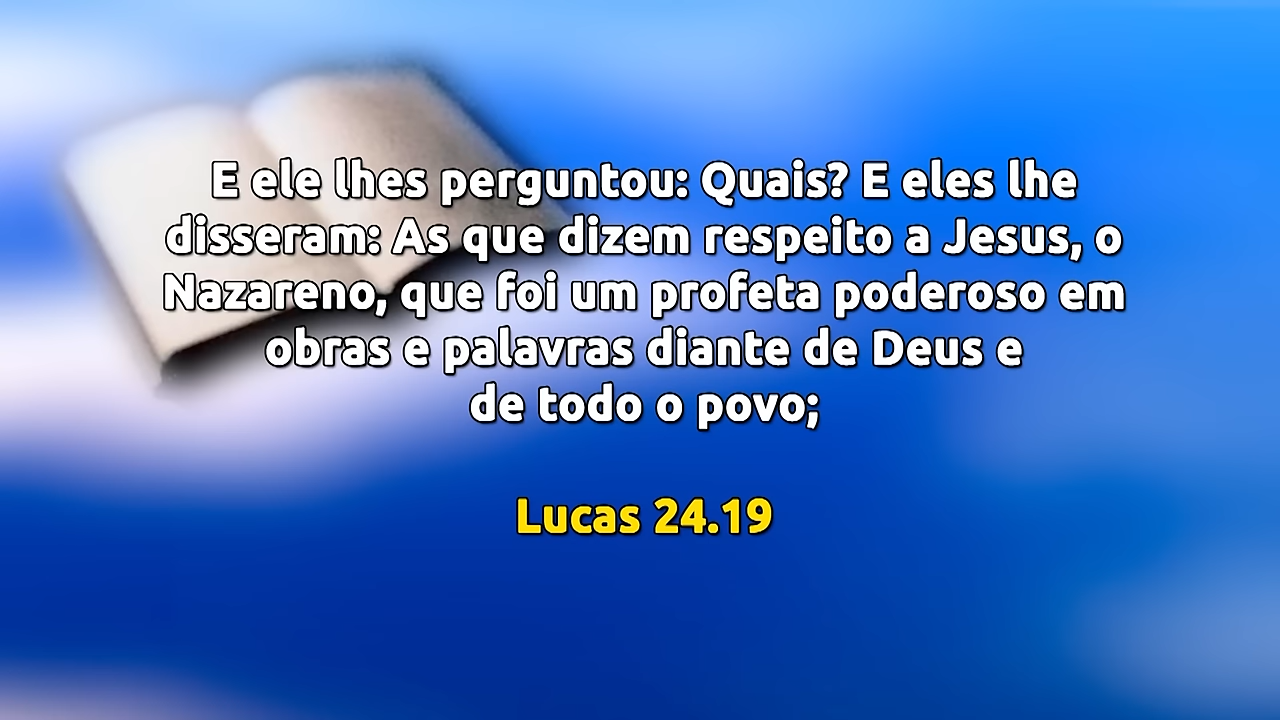 E ele lhes perguntou: Quais? E eles lhe
disseram: As que dizem respeito a Jesus, o
Nazareno, que foi um profeta poderoso em
obras e palavras diante de Deus e
de todo o povo;
Lucas 24.19